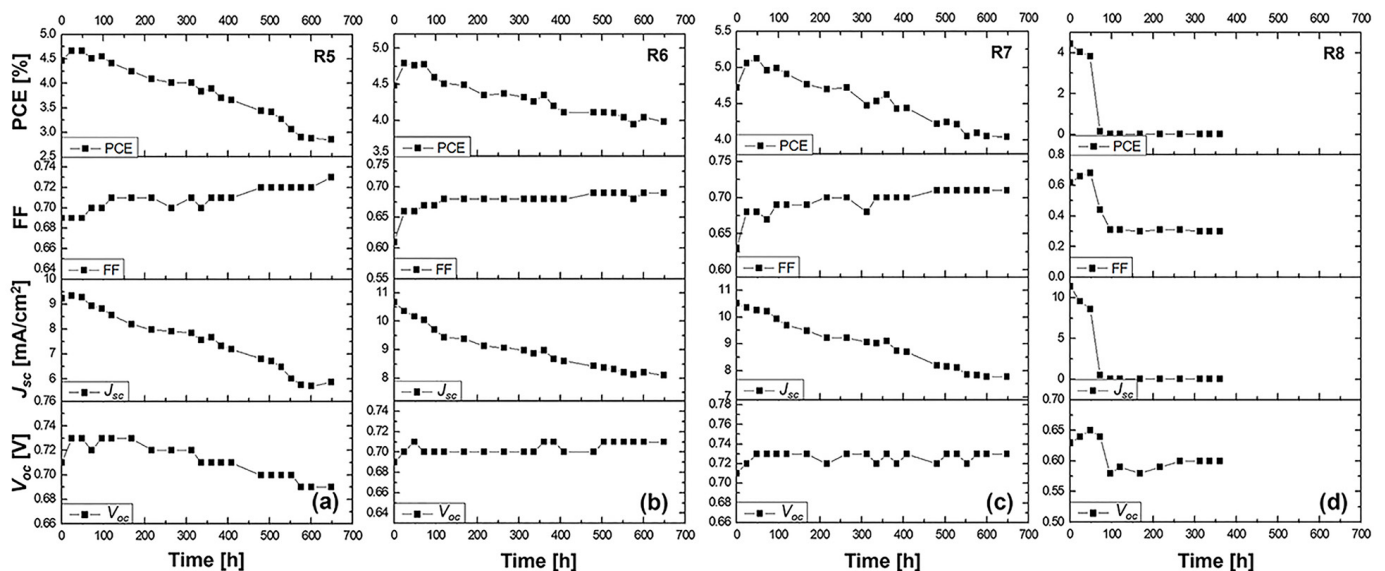 0 100 200 300 400 500 600 700 0 100 200 300 400 500 600 700 0 100 200 300 400 500 600 700 0 100 200 300 400 500 600 700
PCE [%]
5.0 4.5 4.0 3.5 3.0 2.5
R5
PCE
5.0 4.5 4.0 3.5
R6
PCE
5.5 5.0 4.5 4.0
R7
PCE
4 3 2 1 0
R8
PCE
FF
0.74 0.72 0.70 0.68 0.66 0.64
FF
0.75 0.70 0.65 0.60 0.55
FF
0.75 0.70 0.65 0.60
FF
0.8 0.6 0.4 0.2 0.0
FF
Jsc [mA/cm²]
10 9 8 7 6
Jsc
11 10 9 8
Jsc
11 10 9 8 7
Jsc
10 5 0
Jsc
Voc [V]
0.76 0.74 0.72 0.70 0.68 0.66
Voc
(a)
0.74 0.72 0.70 0.68 0.66 0.64
Voc
(b)
0.78 0.76 0.74 0.72 0.70 0.68 0.66
Voc
(c)
0.70 0.65 0.60 0.55 0.50
Voc
(d)
0 100 200 300 400 500 600 700 0 100 200 300 400 500 600 700 0 100 200 300 400 500 600 700 0 100 200 300 400 500 600 700
Time [h] Time [h] Time [h] Time [h]